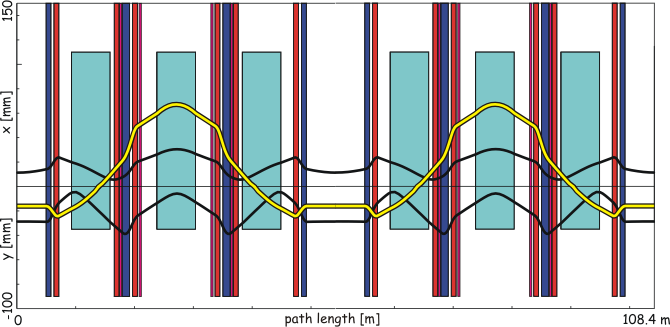 150
x [mm]
y [mm]
-100
0
path length [m]
108.4 m